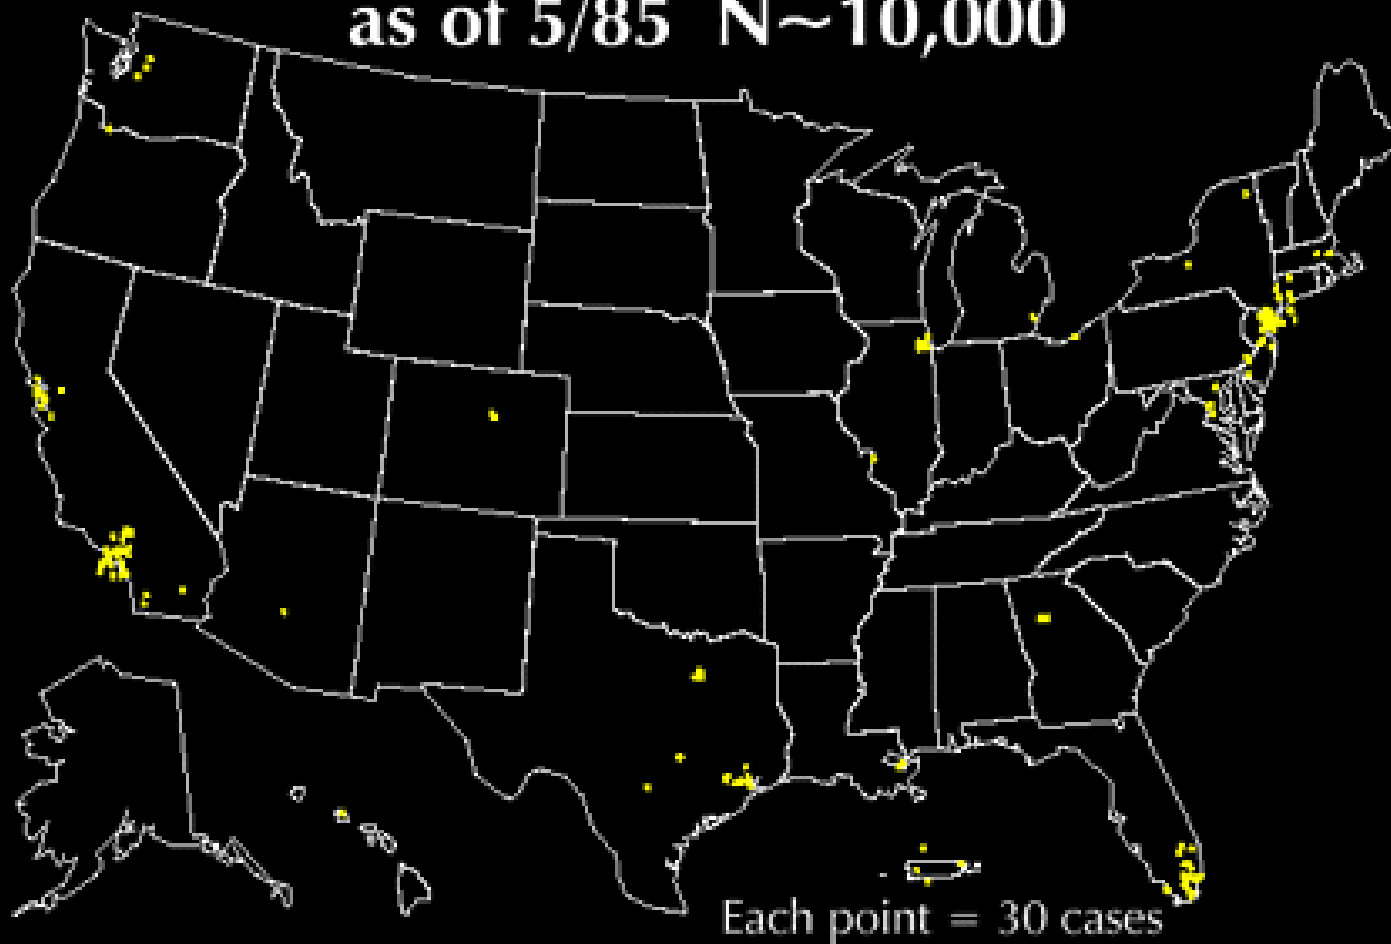 as of 5/85 N~10,000
Each point = 30 cases